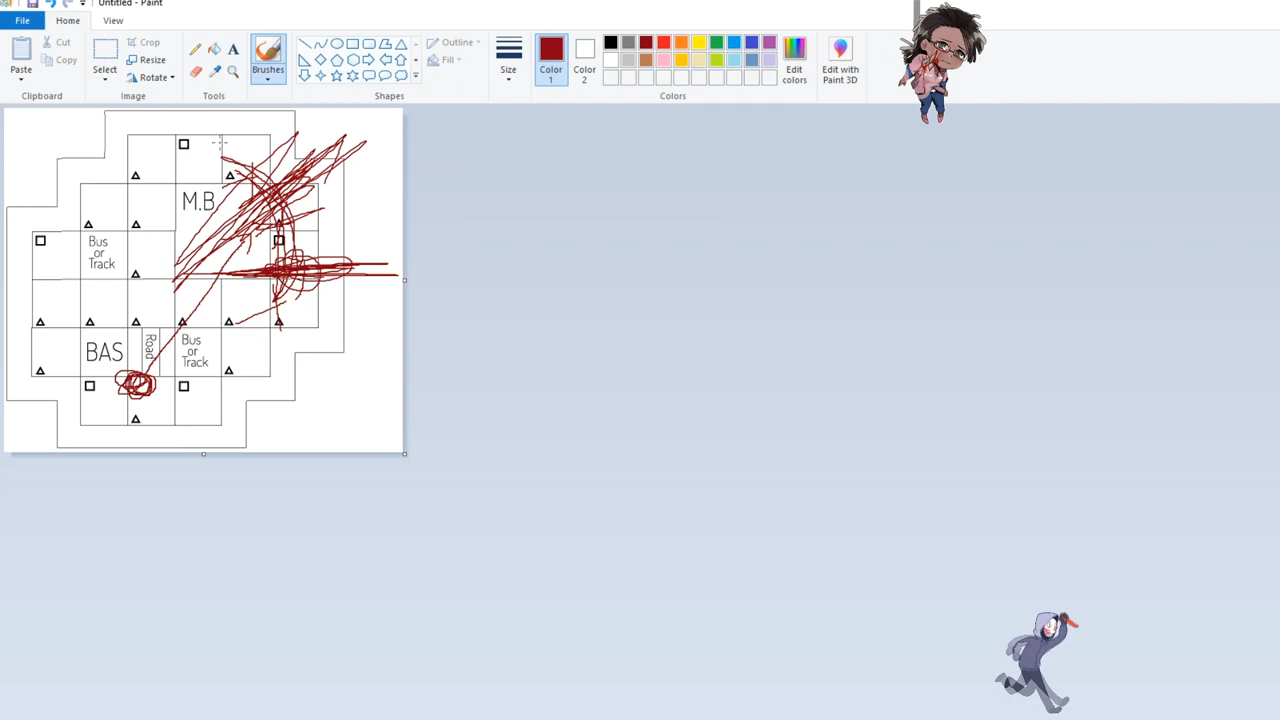 Untitled - Paint
File Home View
Paste
Cut
Copy
Clipboard
Select
Crop
Resize
Rotate
Image
A
Tools
Brushes
Outline
Fill
Shapes
Size
Color
1
Color
2
Colors
Edit
colors
Edit with
Paint 3D
M.B
Bus
or
Track
BAS
Road
Bus
or
Track